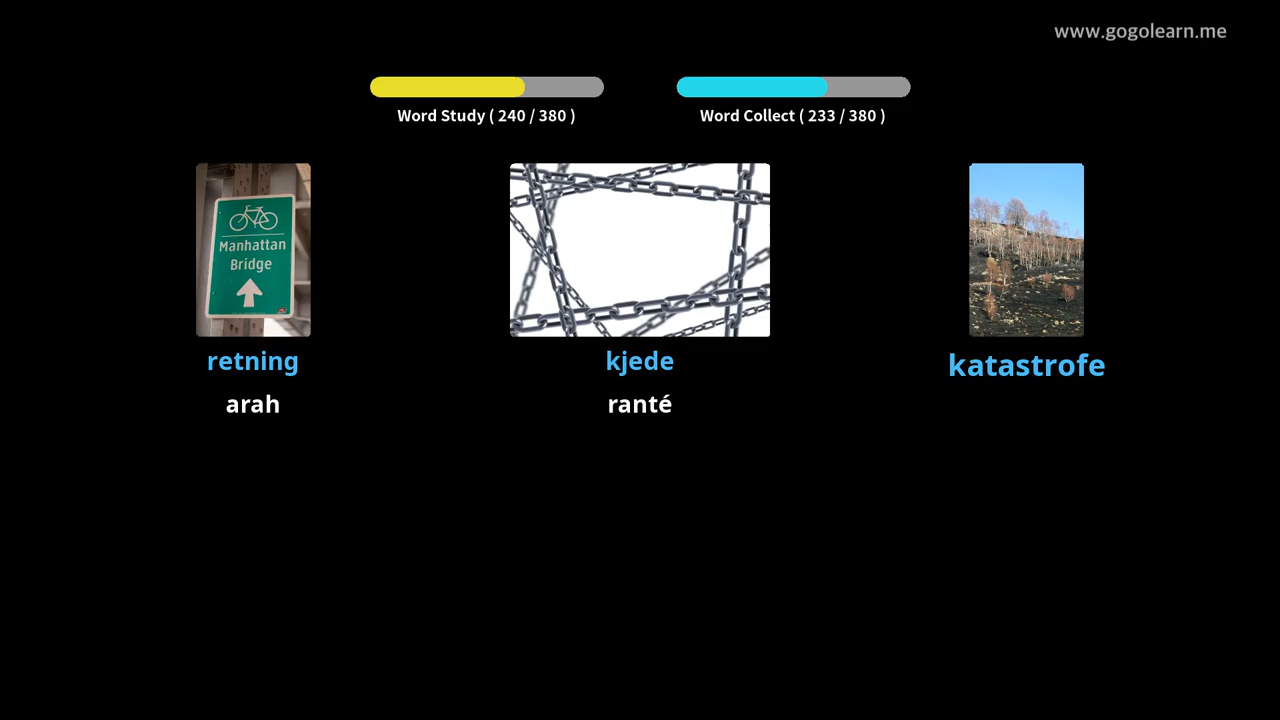 www.gogolearn.me
Word Study ( 240 / 380 )
Word Collect ( 233 / 380 )
Manhattan
Bridge
retning
kjede
katastrofe
arah
ranté